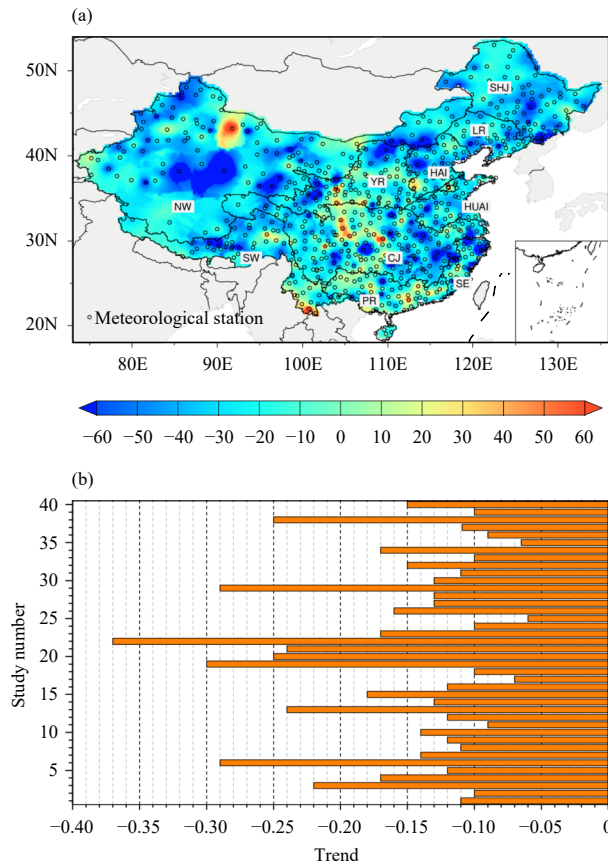 (a)
50N
SHJ
LR
40N
HAI
YR
HUAI
NW
30N
SW
CJ
SE
PR
Meteorological station
20N
80E 90E 100E 110E 120E 130E
−60 −50 −40 −30 −20 −10 0 10 20 30 40 50 60
(b)
40
35
30
25
20
15
10
5
Study number
−0.40 −0.35 −0.30 −0.25 −0.20 −0.15 −0.10 −0.05 0
Trend